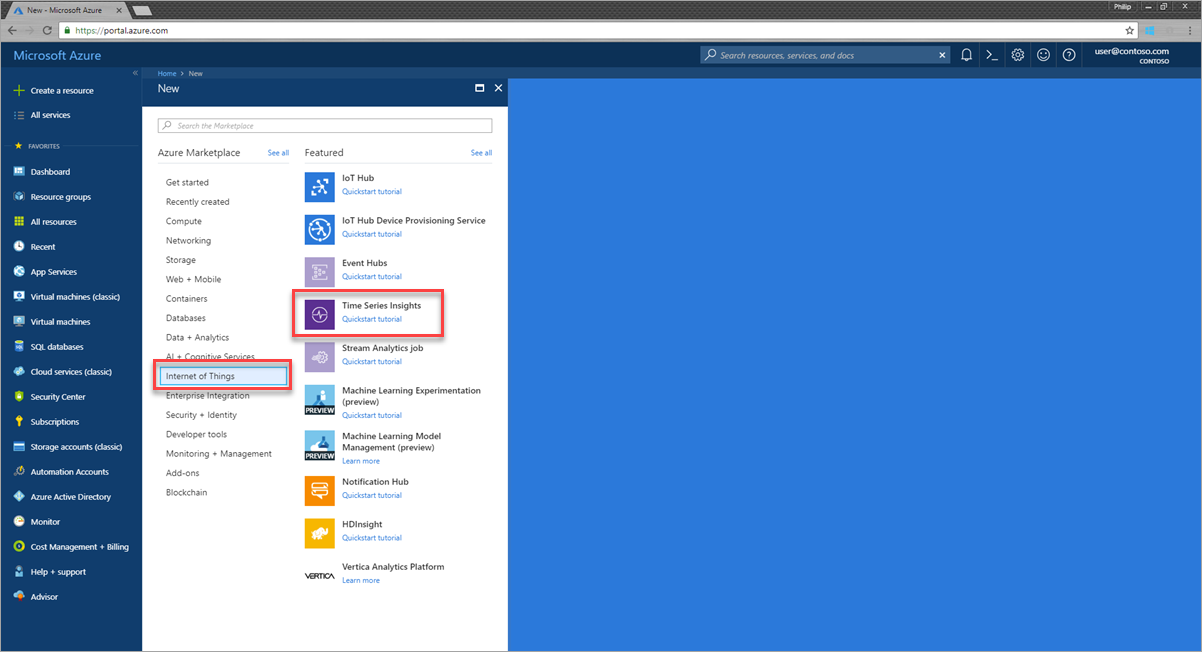 New - Microsoft Azure
Philip
https://portal.azure.com
Microsoft Azure
Search resources, services, and docs
user@contoso.com
CONTOSO
Home > New
New
Create a resource
All services
FAVORITES
Dashboard
Resource groups
All resources
Recent
App Services
Virtual machines (classic)
Virtual machines
SQL databases
Cloud services (classic)
Security Center
Subscriptions
Storage accounts (classic)
Automation Accounts
Azure Active Directory
Monitor
Cost Management + Billing
Help + support
Advisor
Search the Marketplace
Azure Marketplace
See all
Get started
Recently created
Compute
Networking
Storage
Web + Mobile
Containers
Databases
Data + Analytics
AI + Cognitive Services
Internet of Things
Enterprise Integration
Security + Identity
Developer tools
Monitoring + Management
Add-ons
Blockchain
Featured
See all
IoT Hub
Quickstart tutorial
IoT Hub Device Provisioning Service
Quickstart tutorial
Event Hubs
Quickstart tutorial
Time Series Insights
Quickstart tutorial
Stream Analytics job
Quickstart tutorial
PREVIEW
Machine Learning Experimentation
(preview)
Quickstart tutorial
PREVIEW
Machine Learning Model
Management (preview)
Learn more
Notification Hub
Quickstart tutorial
HDInsight
Quickstart tutorial
VERTICA
Vertica Analytics Platform
Learn more